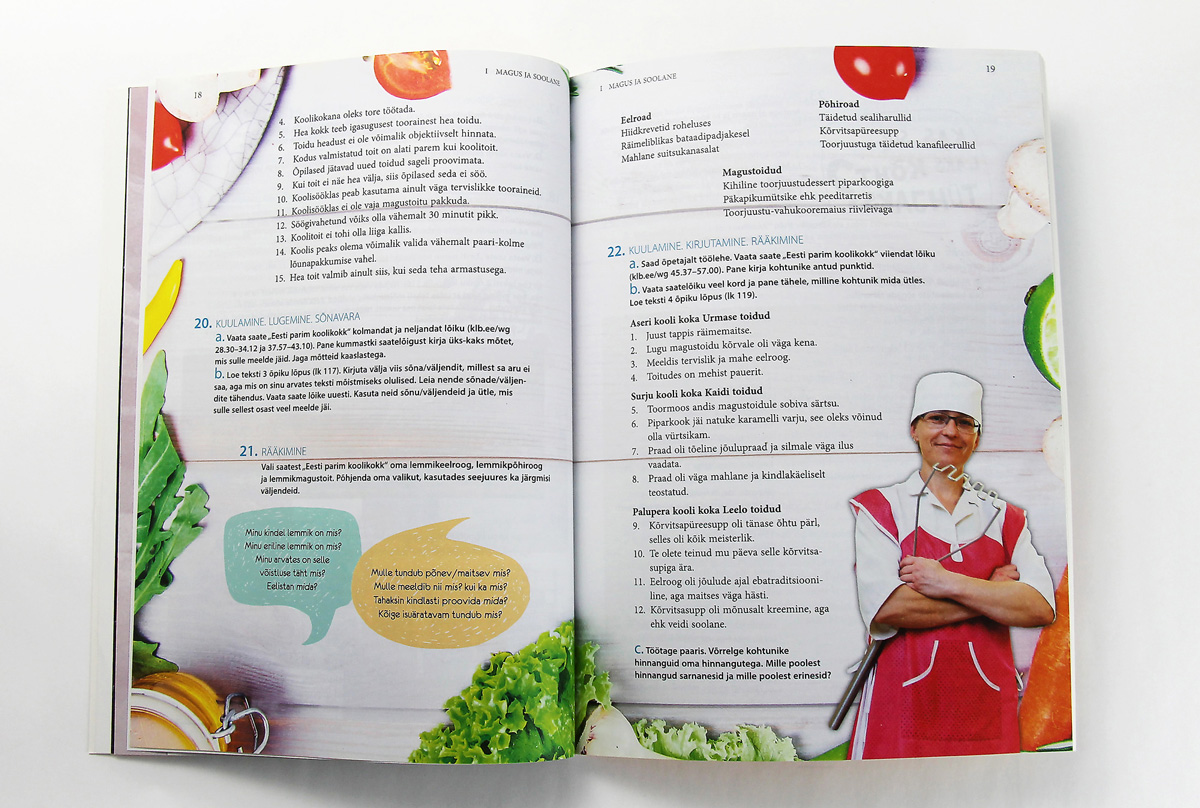 18
I MAGUS JA SOOLANE
4. Koolikokana oleks tore töötada.
5. Hea kokk teeb igasugusest toorainest hea toidu.
6. Toidu headust ei ole võimalik objektiivselt hinnata.
7. Kodus valmistatud toit on alati parem kui koolitoit.
8. Õpilased jätavad uued toidud sageli proovimata.
9. Kui toit ei näe hea välja, siis õpilased seda ei söö.
10. Koolisööklas peab kasutama ainult väga tervislikke tooraineid.
11. Koolisööklas ei ole vaja magustoitu pakkuda.
12. Söögivahetund võiks olla vähemalt 30 minutit pikk.
13. Koolitoit ei tohi olla liiga kallis.
14. Koolis peaks olema võimalik valida vähemalt paari-kolme
lõunapakkumise vahel.
15. Hea toit valmib ainult siis, kui seda teha armastusega.
20. KUULAMINE. LUGEMINE. SÕNAVARA
a. Vaata saate „Eesti parim koolikokk“ kolmandat ja neljandat lõiku (klb.ee/wg
28.30–34.12 ja 37.57–43.10). Pane kummastki saatelõigust kirja üks-kaks mõtet,
mis sulle meelde jäid. Jaga mõtteid kaaslastega.
b. Loe teksti 3 õpiku lõpus (lk 117). Kirjuta välja viis sõna/väljendit, millest sa aru ei
saa, aga mis on sinu arvates teksti mõistmiseks olulised. Leia nende sõnade/väljen-
dite tähendus. Vaata saate lõike uuesti. Kasuta neid sõnu/väljendeid ja ütle, mis
sulle sellest osast veel meelde jäi.
21. RÄÄKIMINE
Vali saatest „Eesti parim koolikokk“ oma lemmikeelroog, lemmikpõhiroog
ja lemmikmagustoit. Põhjenda oma valikut, kasutades seejuures ka järgmisi
väljendeid.
Minu kindel lemmik on mis?
Minu eriline lemmik on mis?
Minu arvates on selle
võistluse täht mis?
Eelistan mida?
Mulle tundub põnev/maitsev mis?
Mulle meeldib nii mis? kui ka mis?
Tahaksin kindlasti proovida mida?
Kõige isuäratavam tundub mis?
I MAGUS JA SOOLANE
19
Eelroad
Hiidkrevetid roheluses
Räimeliblikas bataadipadjakesel
Mahlane suitsukanasalat
Põhiroad
Täidetud sealiharullid
Kõrvitsapüreesupp
Toorjuustuga täidetud kanafileerullid
Magustoidud
Kihiline toorjuustudessert piparkoogiga
Päkapikumütsike ehk peeditarretis
Toorjuustu-vahukooremaius riivleivaga
22. KUULAMINE. KIRJUTAMINE. RÄÄKIMINE
a. Saad õpetajalt töölehe. Vaata saate „Eesti parim koolikokk“ viiendat lõiku
(klb.ee/wg 45.37–57.00). Pane kirja kohtunike antud punktid.
b. Vaata saatelõiku veel kord ja pane tähele, milline kohtunik mida ütles.
Loe teksti 4 õpiku lõpus (lk 119).
Aseri kooli koka Urmase toidud
1. Juust tappis räimemaitse.
2. Lugu magustoidu kõrvale oli väga kena.
3. Meeldis tervislik ja mahe eelroog.
4. Toitudes on mehist pauerit.
Surju kooli koka Kaidi toidud
5. Toormoos andis magustoidule sobiva särtsu.
6. Piparkook jäi natuke karamelli varju, see oleks võinud
olla vürtsikam.
7. Praad oli tõeline jõulupraad ja silmale väga ilus
vaadata.
8. Praad oli väga mahlane ja kindlakäeliselt
teostatud.
Palupera kooli koka Leelo toidud
9. Kõrvitsapüreesupp oli tänase õhtu pärl,
selles oli kõik meisterlik.
10. Te olete teinud mu päeva selle kõrvitsa-
supiga ära.
11. Eelroog oli jõulude ajal ebatraditsiooni-
line, aga maitses väga hästi.
12. Kõrvitsasupp oli mõnusalt kreemine, aga
ehk veidi soolane.
c. Töötage paaris. Võrrelge kohtunike
hinnanguid oma hinnangutega. Mille poolest
hinnangud sarnanesid ja mille poolest erinesid?